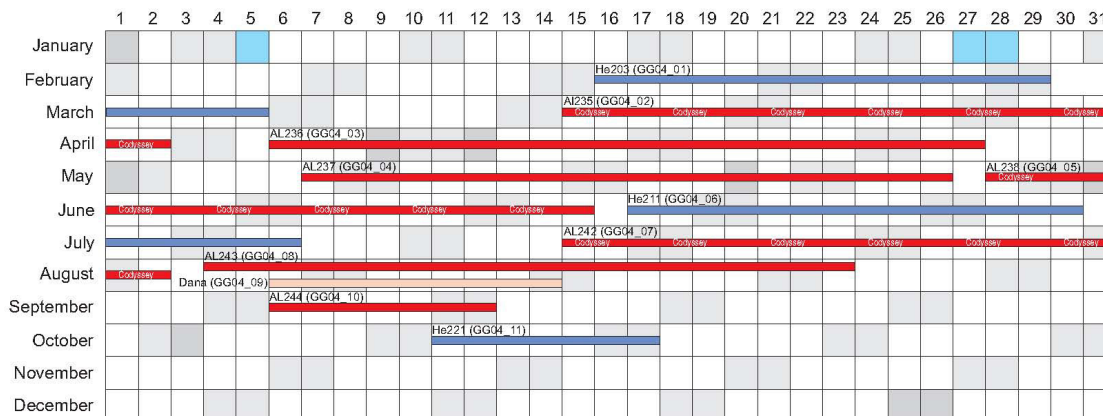 1 2 3 4 5 6 7 8 9 10 11 12 13 14 15 16 17 18 19 20 21 22 23 24 25 26 27 28 29 30 31
January
He203 (GG04_01)
February
Al235 (GG04_02)
March Codyssey Codyssey Codyssey Codyssey Codyssey Codyssey
AL236 (GG04_03)
April Codyssey
AL237 (GG04_04) AL238 (GG04_05)
May Codyssey
He211 (GG04_06)
June Codyssey Codyssey Codyssey Codyssey Codyssey
AL242 (GG04_07)
July Codyssey Codyssey Codyssey Codyssey Codyssey Codyssey
AL243 (GG04_08)
August Codyssey
Dana (GG04_09)
AL244 (GG04_10)
September
He221 (GG04_11)
October
November
December